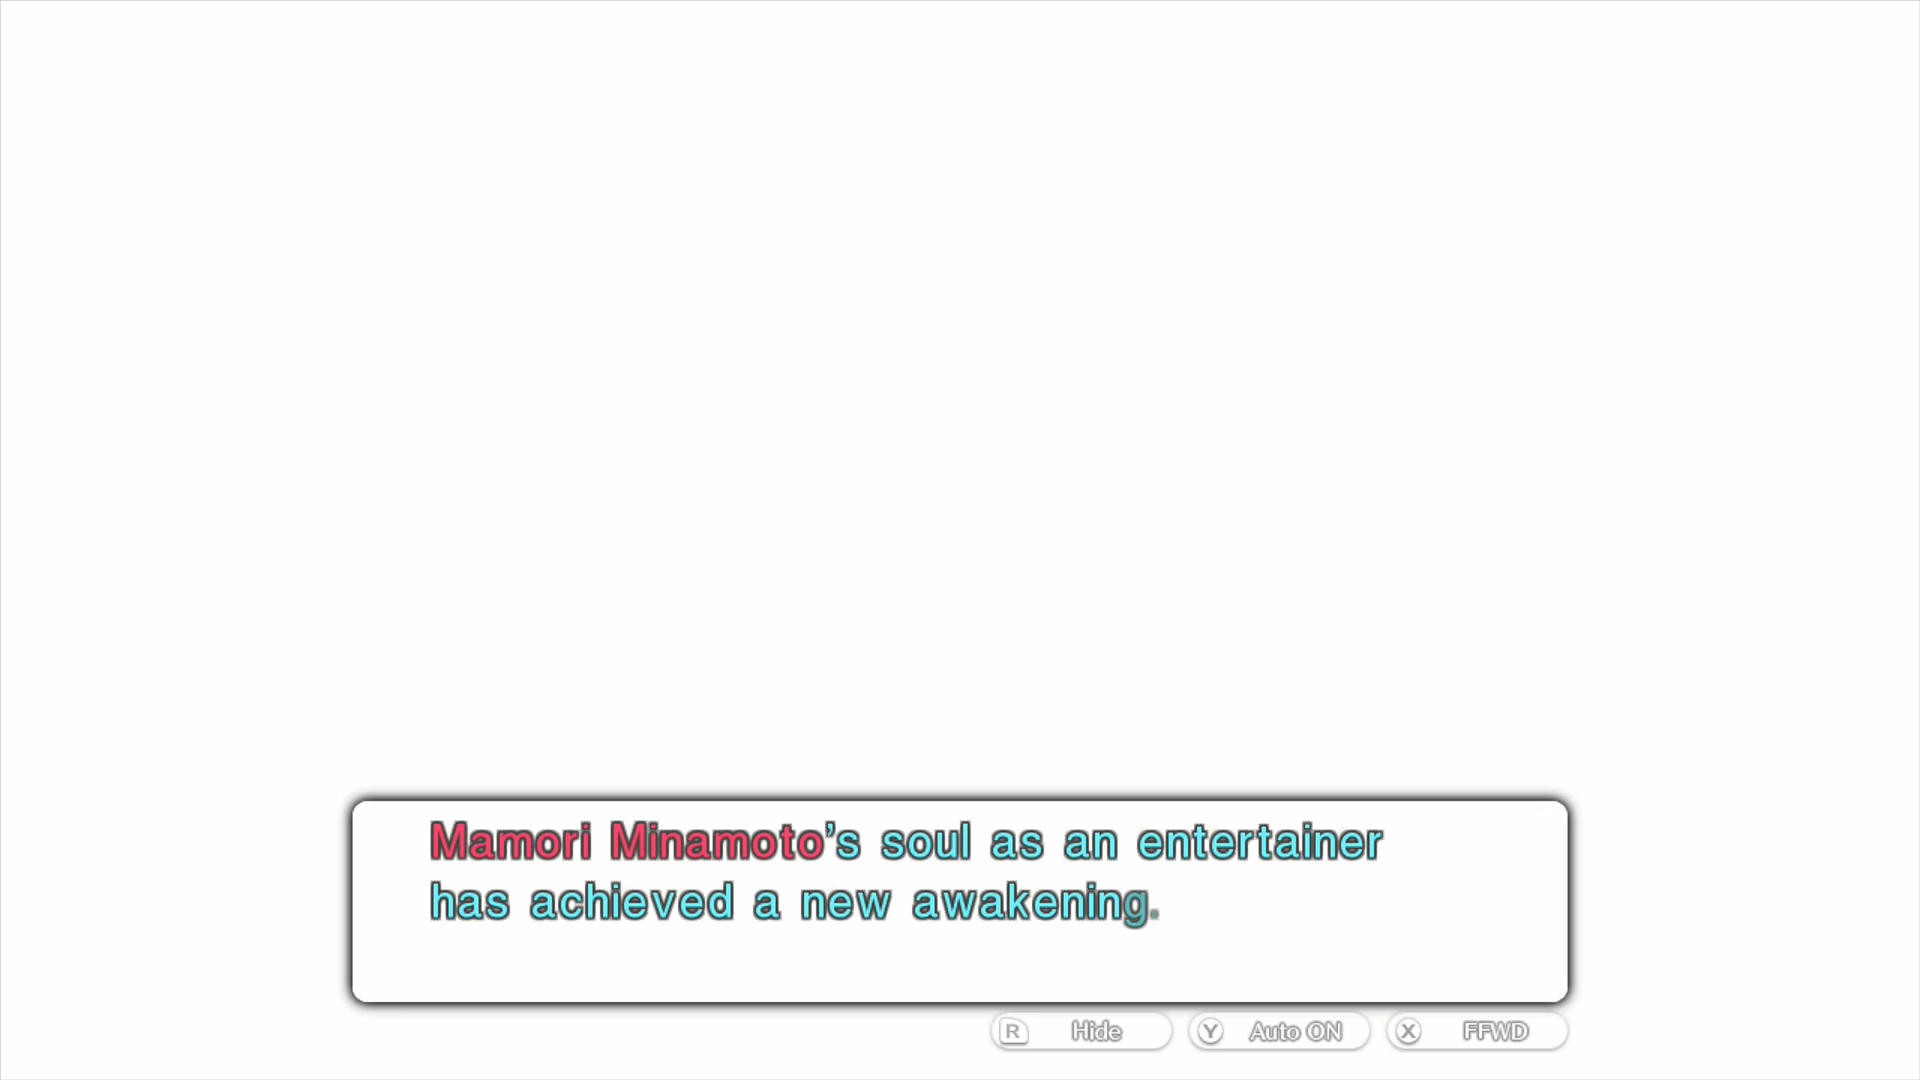 Mamori Minamoto’s soul as an entertainer
has achieved a new awakening.
R Hide Y Auto ON X FFWD